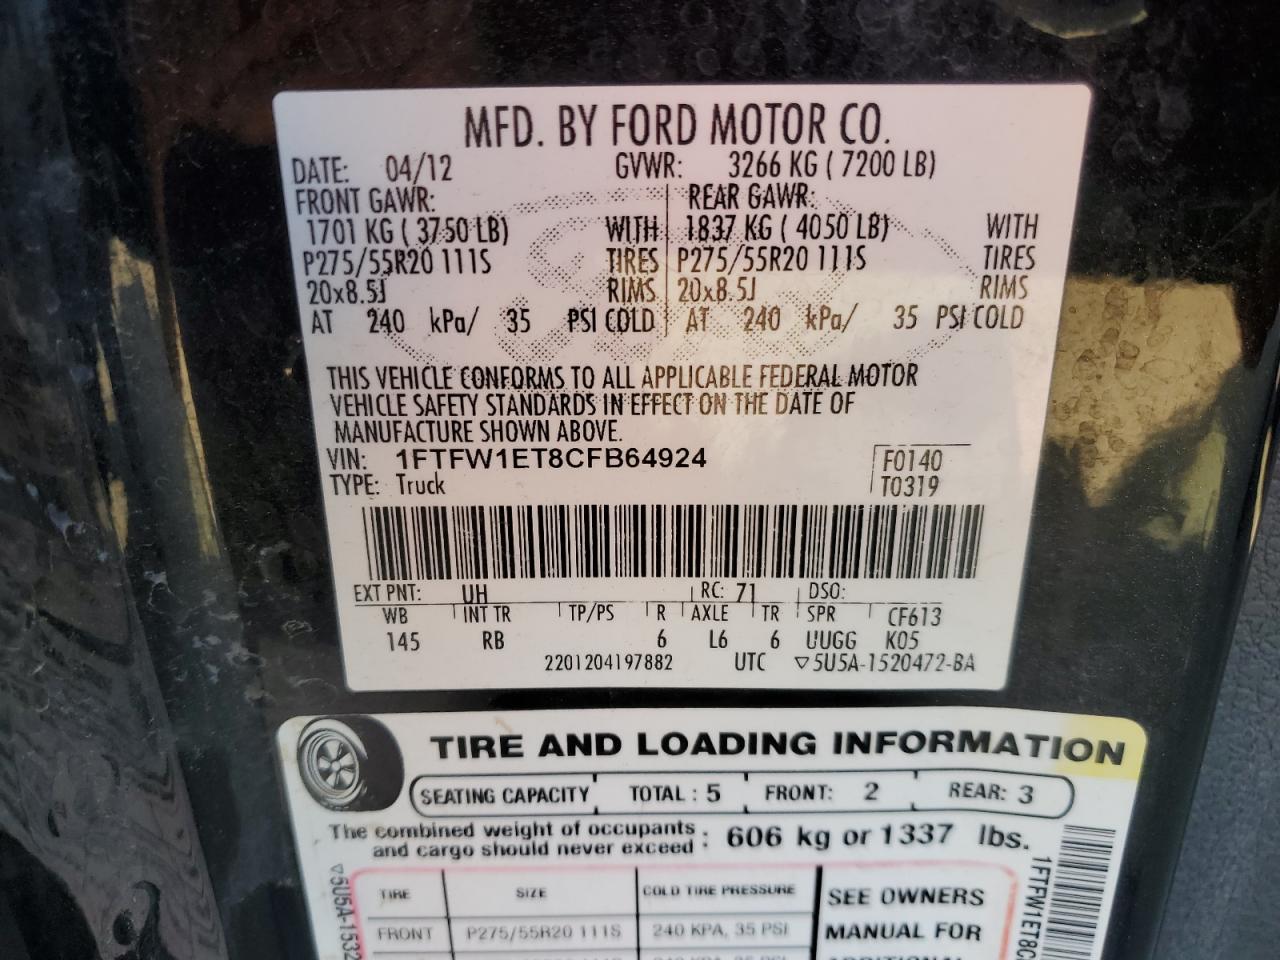 MFD. BY FORD MOTOR CO.
DATE: 04/12 GVWR: 3266 KG ( 7200 LB)
FRONT GAWR: REAR GAWR:
1701 KG ( 3750 LB) WITH 1837 KG ( 4050 LB) WITH
P275/55R20 111S TIRES P275/55R20 111S TIRES
20x8.5J RIMS 20x8.5J RIMS
AT 240 kPa/ 35 PSI COLD AT 240 kPa/ 35 PSI COLD
THIS VEHICLE CONFORMS TO ALL APPLICABLE FEDERAL MOTOR
VEHICLE SAFETY STANDARDS IN EFFECT ON THE DATE OF
MANUFACTURE SHOWN ABOVE.
VIN: 1FTFW1ET8CFB64924 F0140
TYPE: Truck T0319
EXT PNT: UH RC: 71 DSO:
WB INT TR TP/PS R AXLE TR SPR CF613
145 RB 6 L6 6 UUGG K05
2201204197882 UTC ▽5U5A-1520472-BA
TIRE AND LOADING INFORMATION
SEATING CAPACITY TOTAL : 5 FRONT: 2 REAR: 3
The combined weight of occupants
and cargo should never exceed : 606 kg or 1337 lbs.
TIRE SIZE COLD TIRE PRESSURE SEE OWNERS
FRONT P275/55R20 111S 240 KPA, 35 PSI MANUAL FOR
▽5U5A-1532
1FTFW1ET8C